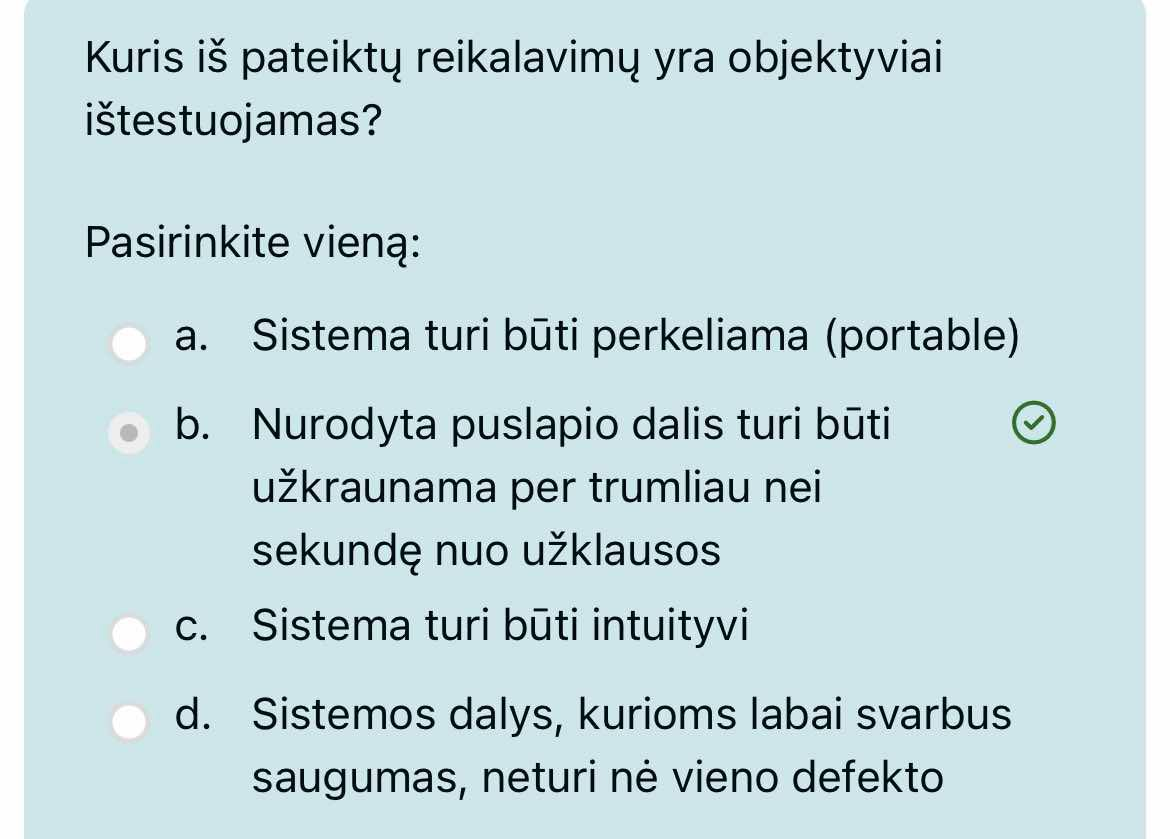 Kuris iš pateiktų reikalavimų yra objektyviai
ištestuojamas?
Pasirinkite vieną:
a. Sistema turi būti perkeliama (portable)
b. Nurodyta puslapio dalis turi būti
užkraunama per trumliau nei
sekundę nuo užklausos
c. Sistema turi būti intuityvi
d. Sistemos dalys, kurioms labai svarbus
saugumas, neturi nė vieno defekto